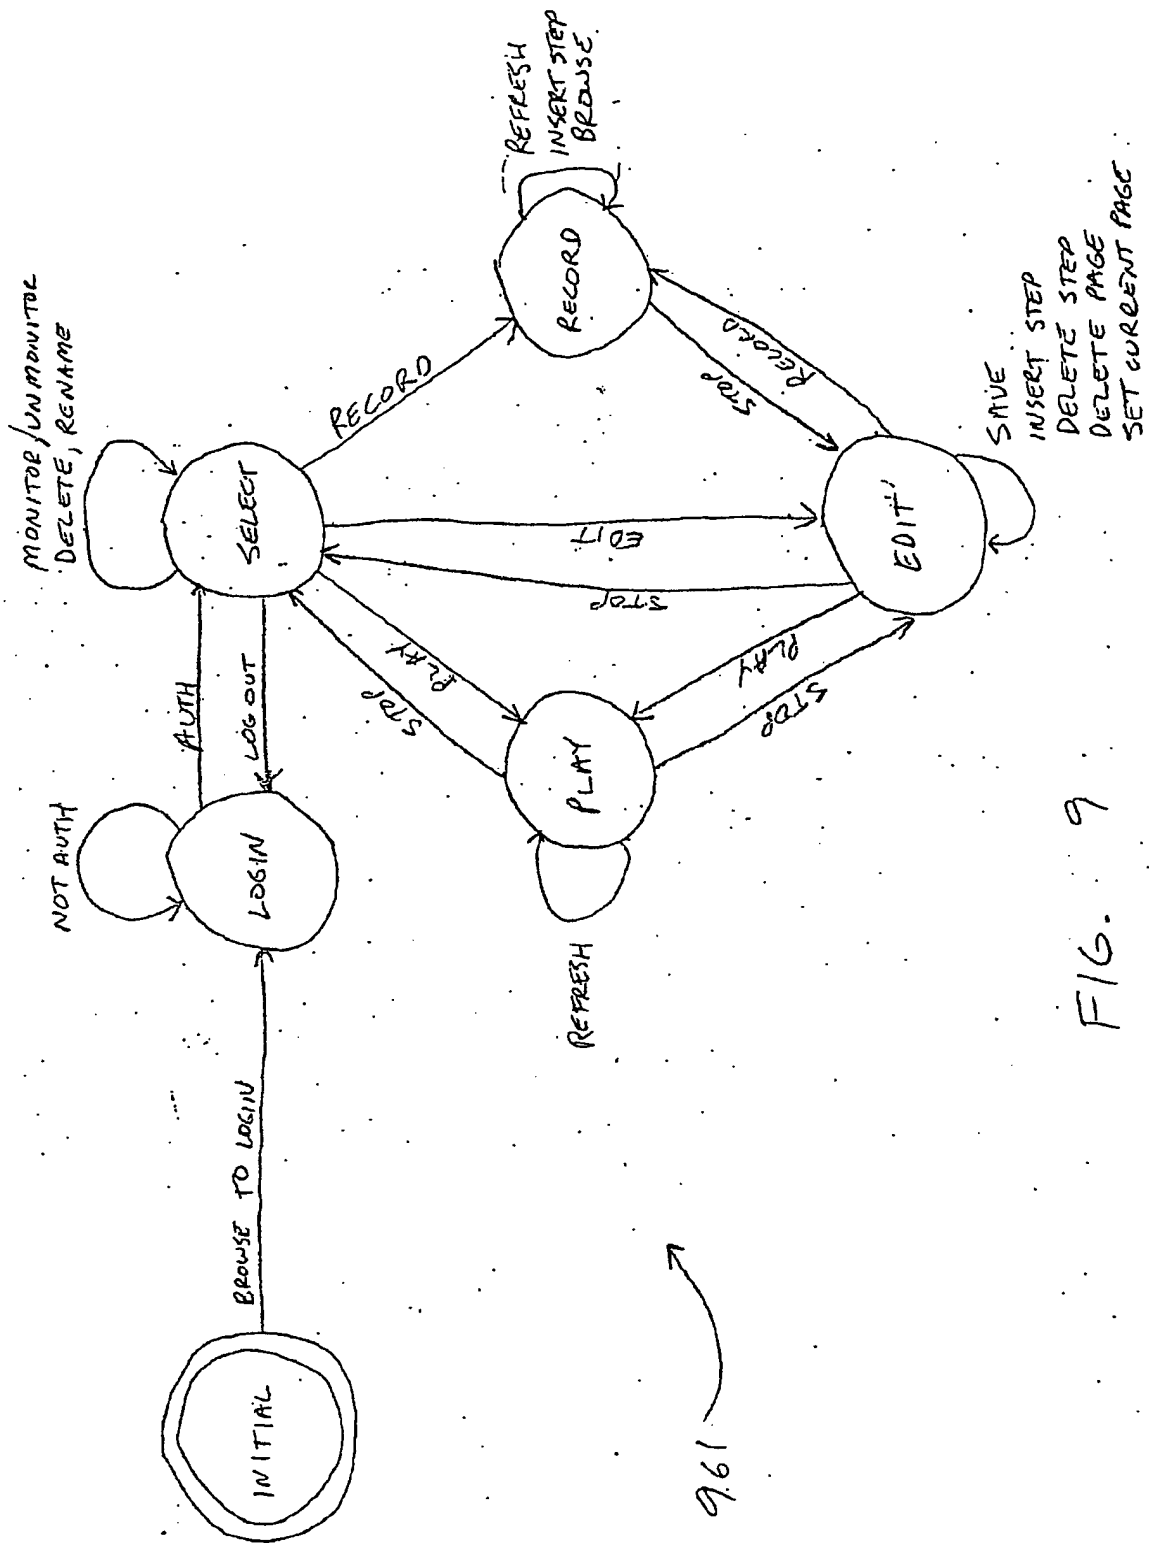 INITIAL
BROWSE TO LOGIN
NOT AUTH
LOGIN
AUTH
LOGOUT
MONITOR/UNMONITOR
DELETE, RENAME
SELECT
RECORD
REFRESH
INSERT STEP
BROWSE
RECORD
STOP
RECORD
EDIT
STOP
STOP
PLAY
PLAY
REFRESH
PLAY
STOP
EDIT
SAVE
INSERT STEP
DELETE STEP
DELETE PAGE
SET CURRENT PAGE
961
FIG. 9